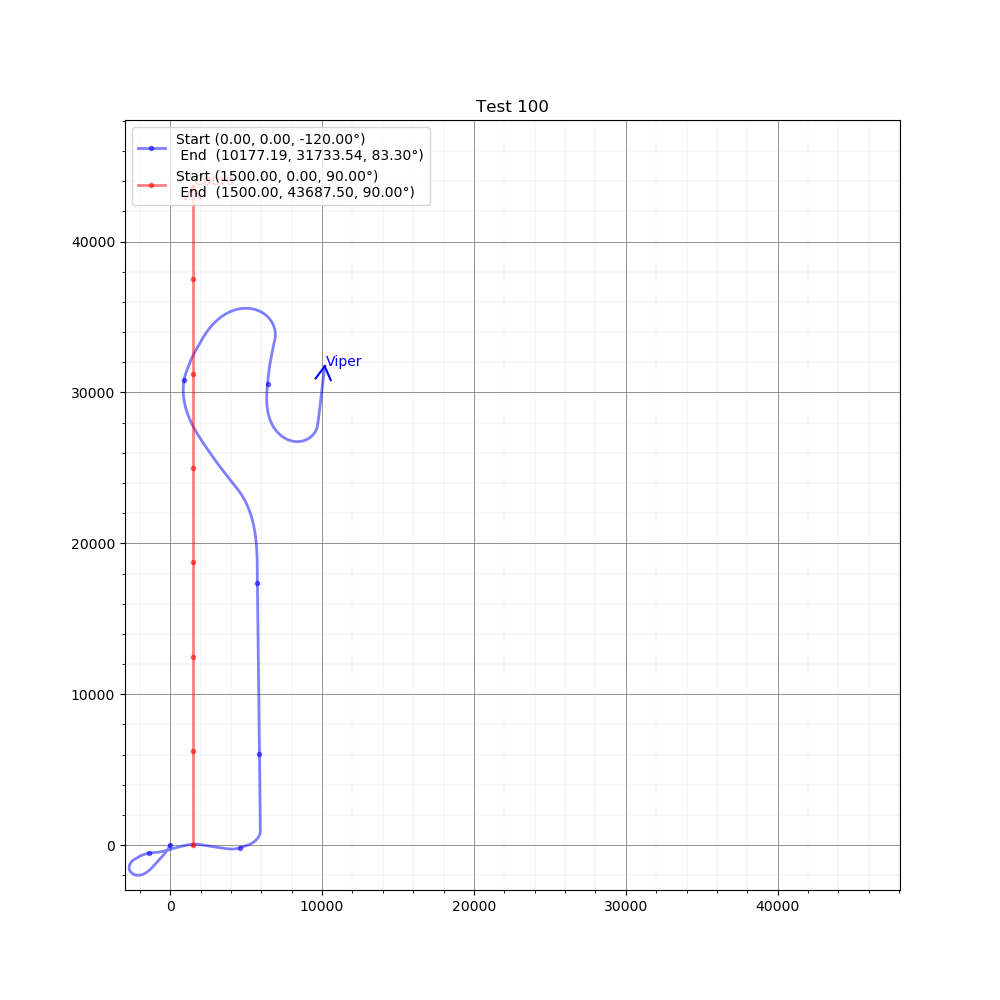 Test 100
Start (0.00, 0.00, -120.00°)
End (10177.19, 31733.54, 83.30°)
Start (1500.00, 0.00, 90.00°)
End (1500.00, 43687.50, 90.00°)
40000
Viper
30000
20000
10000
0
0 10000 20000 30000 40000